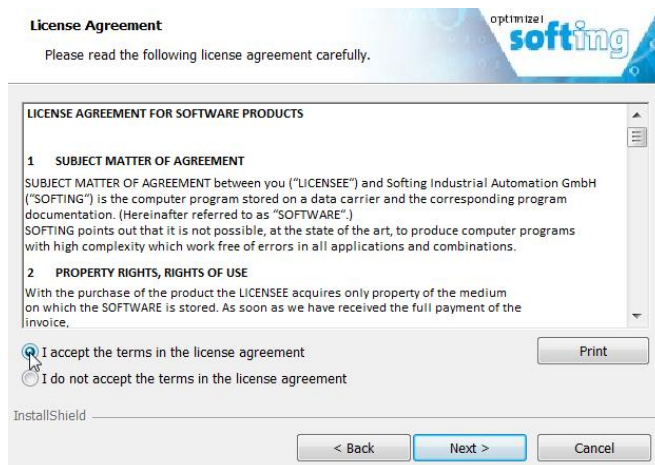 License Agreement
Please read the following license agreement carefully.
optimize!
softing
LICENSE AGREEMENT FOR SOFTWARE PRODUCTS
1 SUBJECT MATTER OF AGREEMENT
SUBJECT MATTER OF AGREEMENT between you ("LICENSEE") and Softing Industrial Automation GmbH
("SOFTING") is the computer program stored on a data carrier and the corresponding program
documentation. (Hereinafter referred to as "SOFTWARE".)
SOFTING points out that it is not possible, at the state of the art, to produce computer programs
with high complexity which work free of errors in all applications and combinations.
2 PROPERTY RIGHTS, RIGHTS OF USE
With the purchase of the product the LICENSEE acquires only property of the medium
on which the SOFTWARE is stored. As soon as we have received the full payment of the
invoice,
I accept the terms in the license agreement
Print
I do not accept the terms in the license agreement
InstallShield
< Back
Next >
Cancel